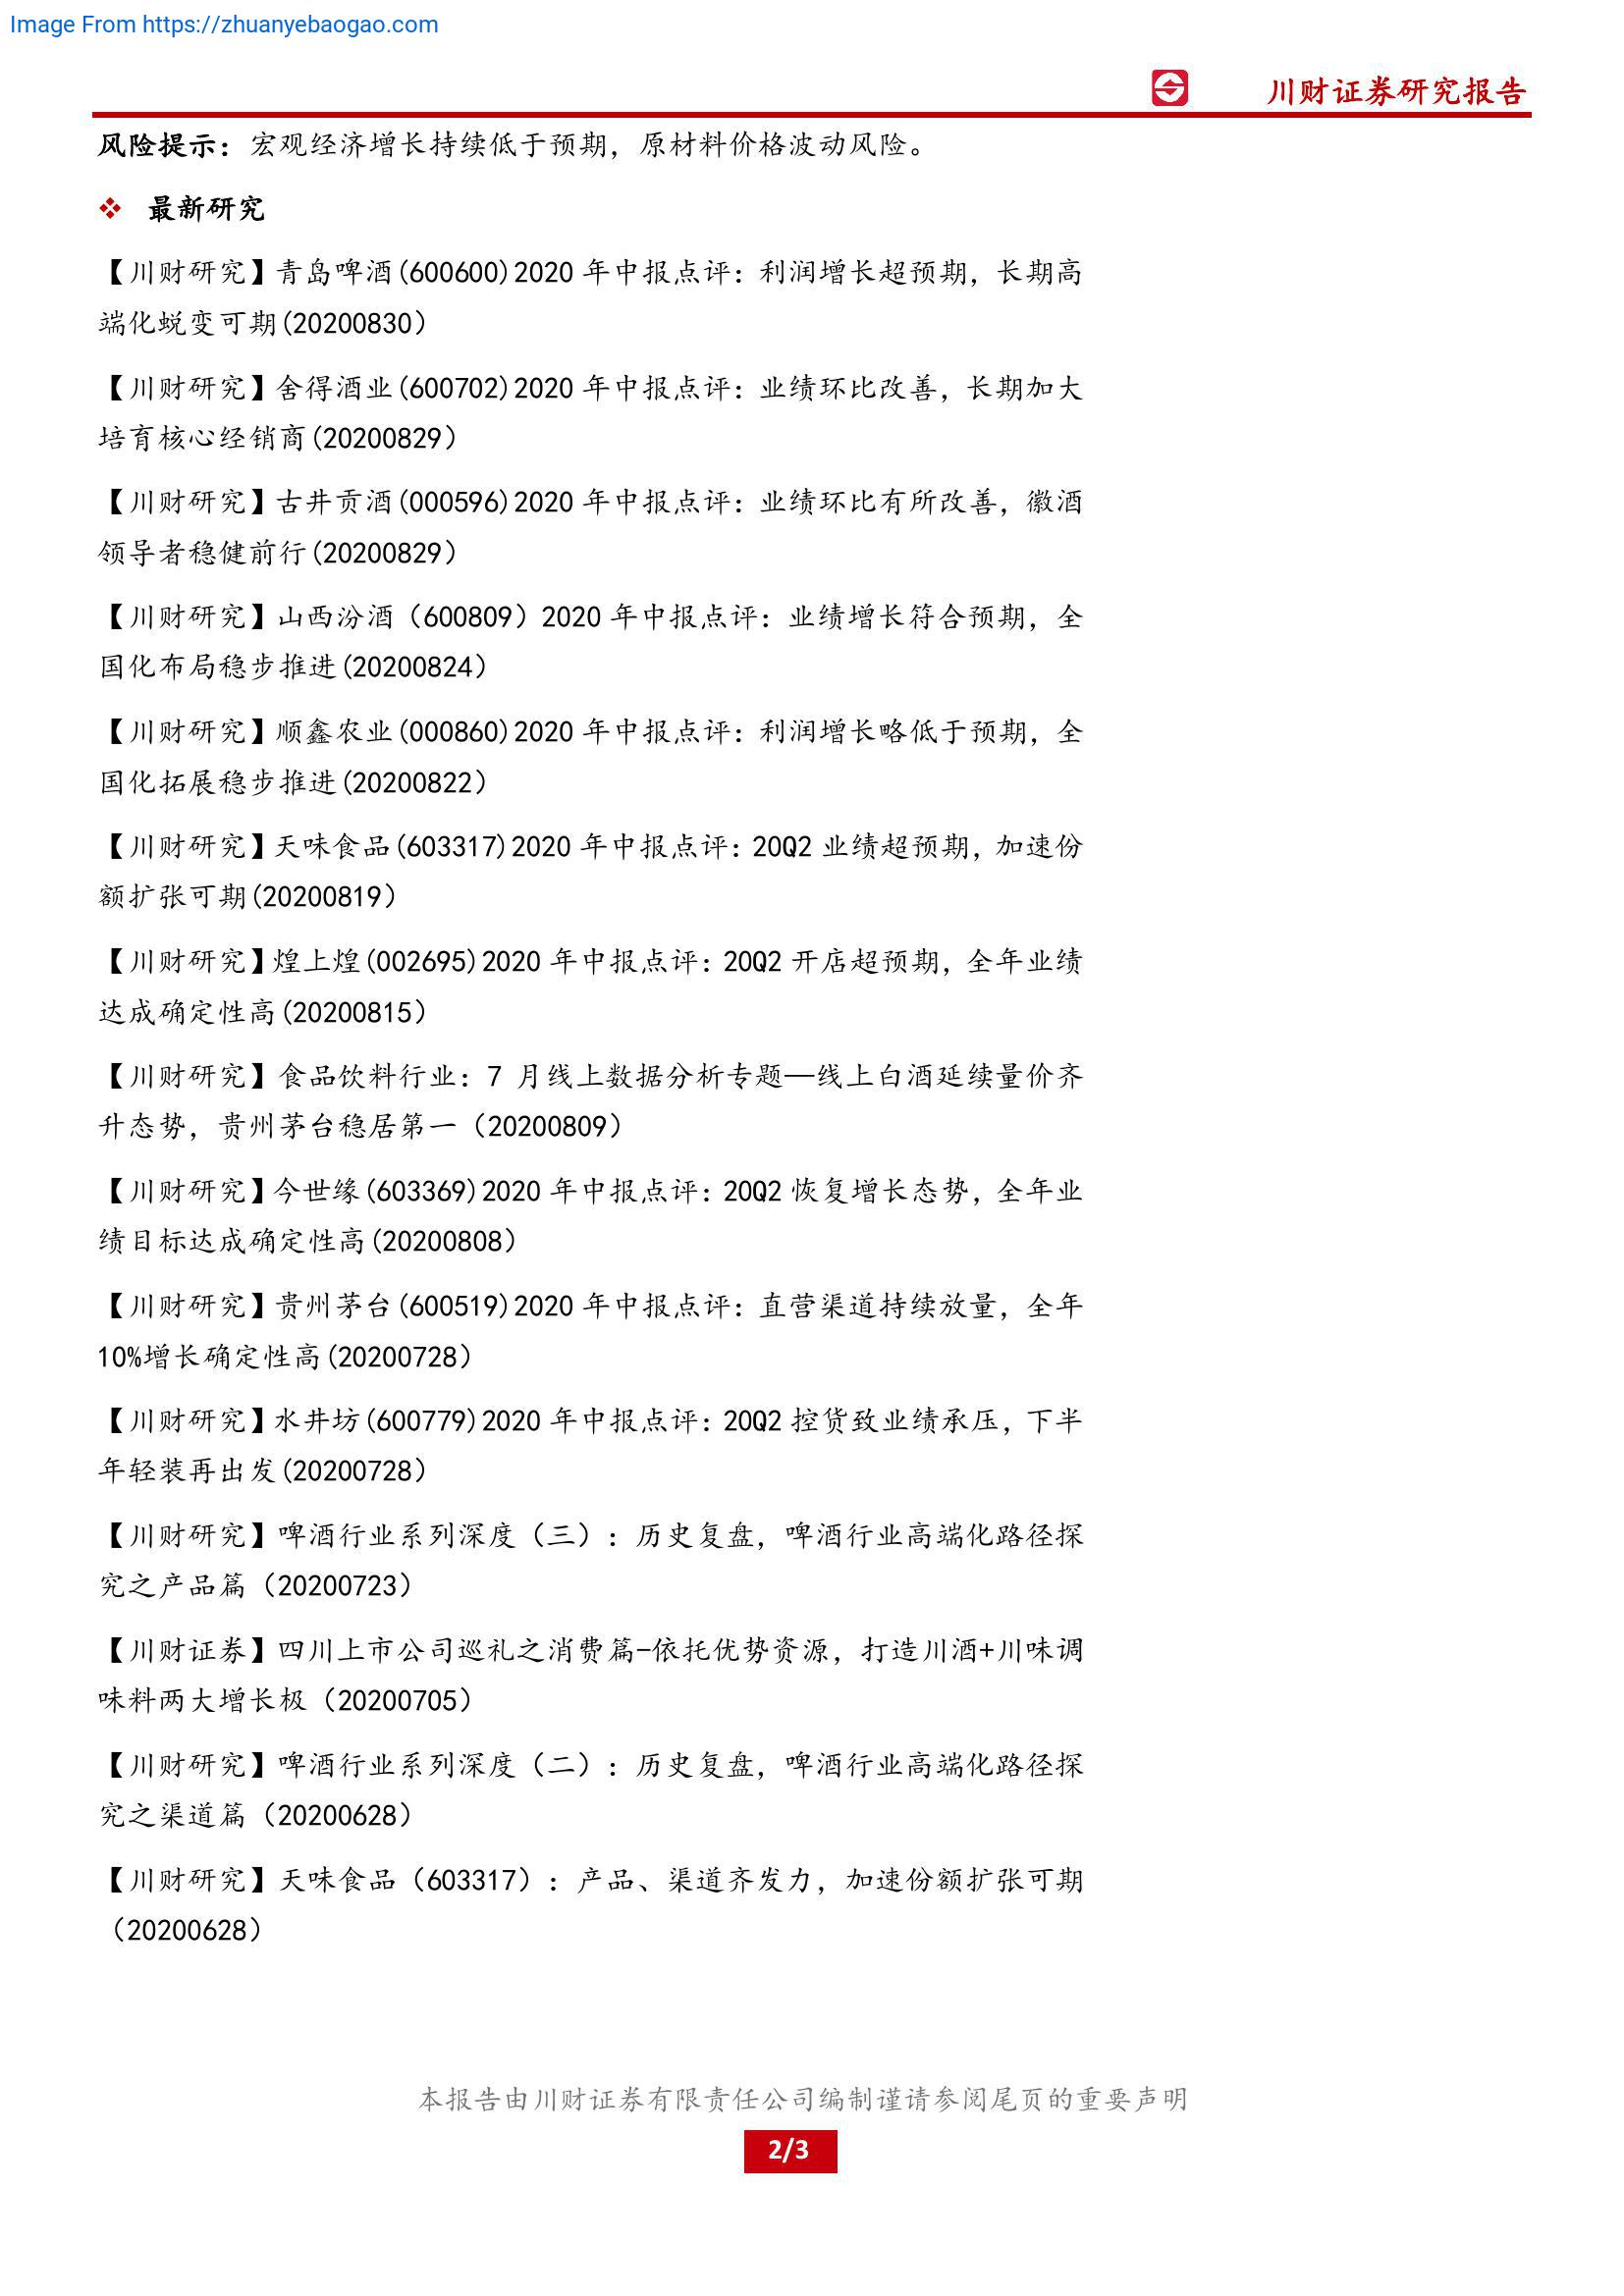 Image From https://zhuanyebaogao.com
川财证券研究报告
风险提示：宏观经济增长持续低于预期，原材料价格波动风险。
❖ 最新研究
【川财研究】青岛啤酒(600600)2020 年中报点评：利润增长超预期，长期高
端化蜕变可期(20200830）
【川财研究】舍得酒业(600702)2020 年中报点评：业绩环比改善，长期加大
培育核心经销商(20200829）
【川财研究】古井贡酒(000596)2020 年中报点评：业绩环比有所改善，徽酒
领导者稳健前行(20200829）
【川财研究】山西汾酒（600809）2020 年中报点评：业绩增长符合预期，全
国化布局稳步推进(20200824）
【川财研究】顺鑫农业(000860)2020 年中报点评：利润增长略低于预期，全
国化拓展稳步推进(20200822）
【川财研究】天味食品(603317)2020 年中报点评：20Q2 业绩超预期，加速份
额扩张可期(20200819）
【川财研究】煌上煌(002695)2020 年中报点评：20Q2 开店超预期，全年业绩
达成确定性高(20200815）
【川财研究】食品饮料行业：7 月线上数据分析专题—线上白酒延续量价齐
升态势，贵州茅台稳居第一（20200809）
【川财研究】今世缘(603369)2020 年中报点评：20Q2 恢复增长态势，全年业
绩目标达成确定性高(20200808）
【川财研究】贵州茅台(600519)2020 年中报点评：直营渠道持续放量，全年
10%增长确定性高(20200728）
【川财研究】水井坊(600779)2020 年中报点评：20Q2 控货致业绩承压，下半
年轻装再出发(20200728）
【川财研究】啤酒行业系列深度（三）：历史复盘，啤酒行业高端化路径探
究之产品篇（20200723）
【川财证券】四川上市公司巡礼之消费篇-依托优势资源，打造川酒+川味调
味料两大增长极（20200705）
【川财研究】啤酒行业系列深度（二）：历史复盘，啤酒行业高端化路径探
究之渠道篇（20200628）
【川财研究】天味食品（603317）：产品、渠道齐发力，加速份额扩张可期
（20200628）
本报告由川财证券有限责任公司编制谨请参阅尾页的重要声明
2/3